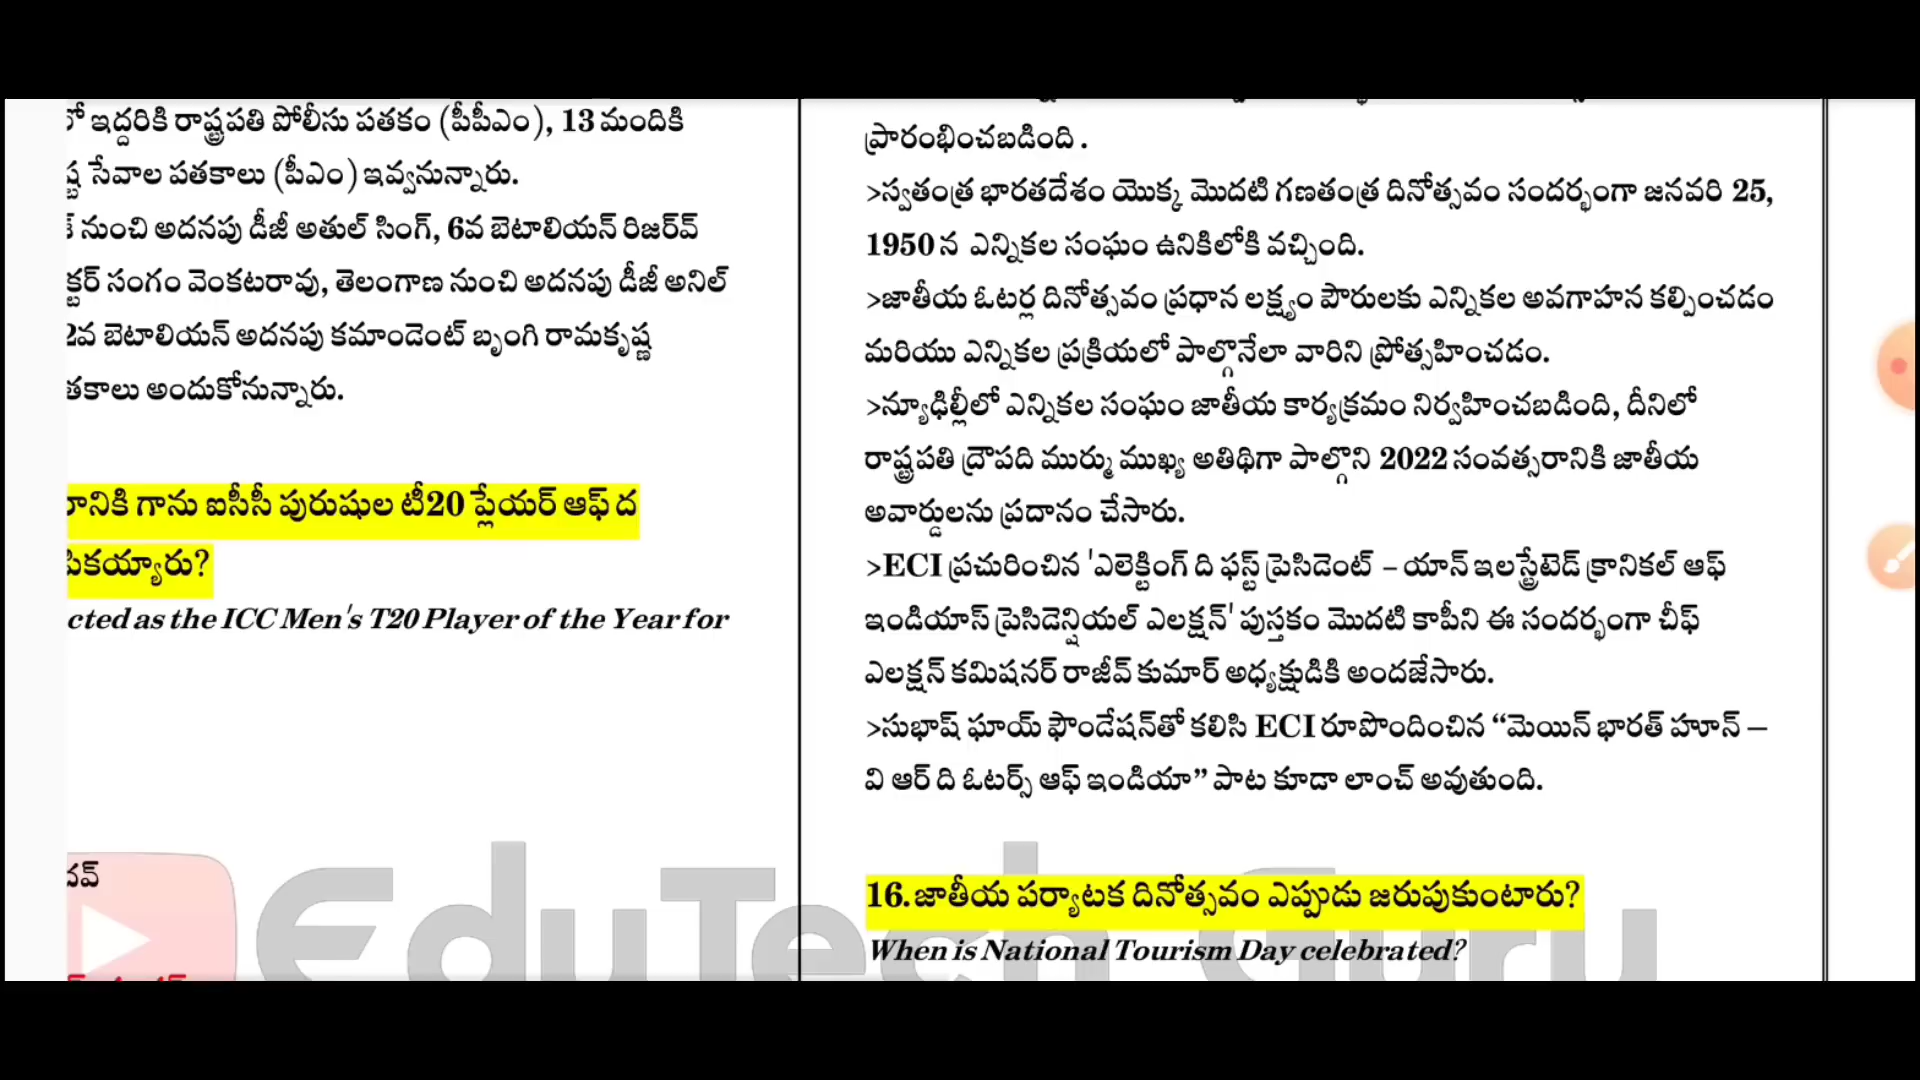 ఇద్దరికి రాష్ట్రపతి పోలీసు పతకం (పీపీఎం), 13 మందికి
సేవాల పతకాలు (పీఎం) ఇవ్వనున్నారు.
నుంచి అదనపు డీజీ అతుల్ సింగ్, 6వ బెటాలియన్ రిజర్వ్
సంగం వెంకటరావు, తెలంగాణ నుంచి అదనపు డీజీ అనిల్
2వ బెటాలియన్ అదనపు కమాండెంట్ బృంగి రామకృష్ణ
తకాలు అందుకోనున్నారు.
రానికి గాను ఐసీసీ పురుషుల టీ20 ప్లేయర్ ఆఫ్ ద
పికయ్యారు?
cted as the ICC Men's T20 Player of the Year for
ప్రారంభించబడింది .
>స్వతంత్ర భారతదేశం యొక్క మొదటి గణతంత్ర దినోత్సవం సందర్భంగా జనవరి 25,
1950 న ఎన్నికల సంఘం ఉనికిలోకి వచ్చింది.
>జాతీయ ఓటర్ల దినోత్సవం ప్రధాన లక్ష్యం పౌరులకు ఎన్నికల అవగాహన కల్పించడం
మరియు ఎన్నికల ప్రక్రియలో పాల్గొనేలా వారిని ప్రోత్సహించడం.
>న్యూఢిల్లీలో ఎన్నికల సంఘం జాతీయ కార్యక్రమం నిర్వహించబడింది, దీనిలో
రాష్ట్రపతి ద్రౌపది ముర్ము ముఖ్య అతిథిగా పాల్గొని 2022 సంవత్సరానికి జాతీయ
అవార్డులను ప్రదానం చేసారు.
>ECI ప్రచురించిన 'ఎలెక్టింగ్ ది ఫస్ట్ ప్రెసిడెంట్ – యాన్ ఇలస్ట్రేటెడ్ క్రానికల్ ఆఫ్
ఇండియాస్ ప్రెసిడెన్షియల్ ఎలక్షన్' పుస్తకం మొదటి కాపీని ఈ సందర్భంగా చీఫ్
ఎలక్షన్ కమిషనర్ రాజీవ్ కుమార్ అధ్యక్షుడికి అందజేసారు.
>సుభాష్ ఘాయ్ ఫౌండేషన్‌తో కలిసి ECI రూపొందించిన “మెయిన్ భారత్ హూన్ –
వి ఆర్ ది ఓటర్స్ ఆఫ్ ఇండియా” పాట కూడా లాంచ్ అవుతుంది.
16.జాతీయ పర్యాటక దినోత్సవం ఎప్పుడు జరుపుకుంటారు?
When is National Tourism Day celebrated?
EduTech Guru